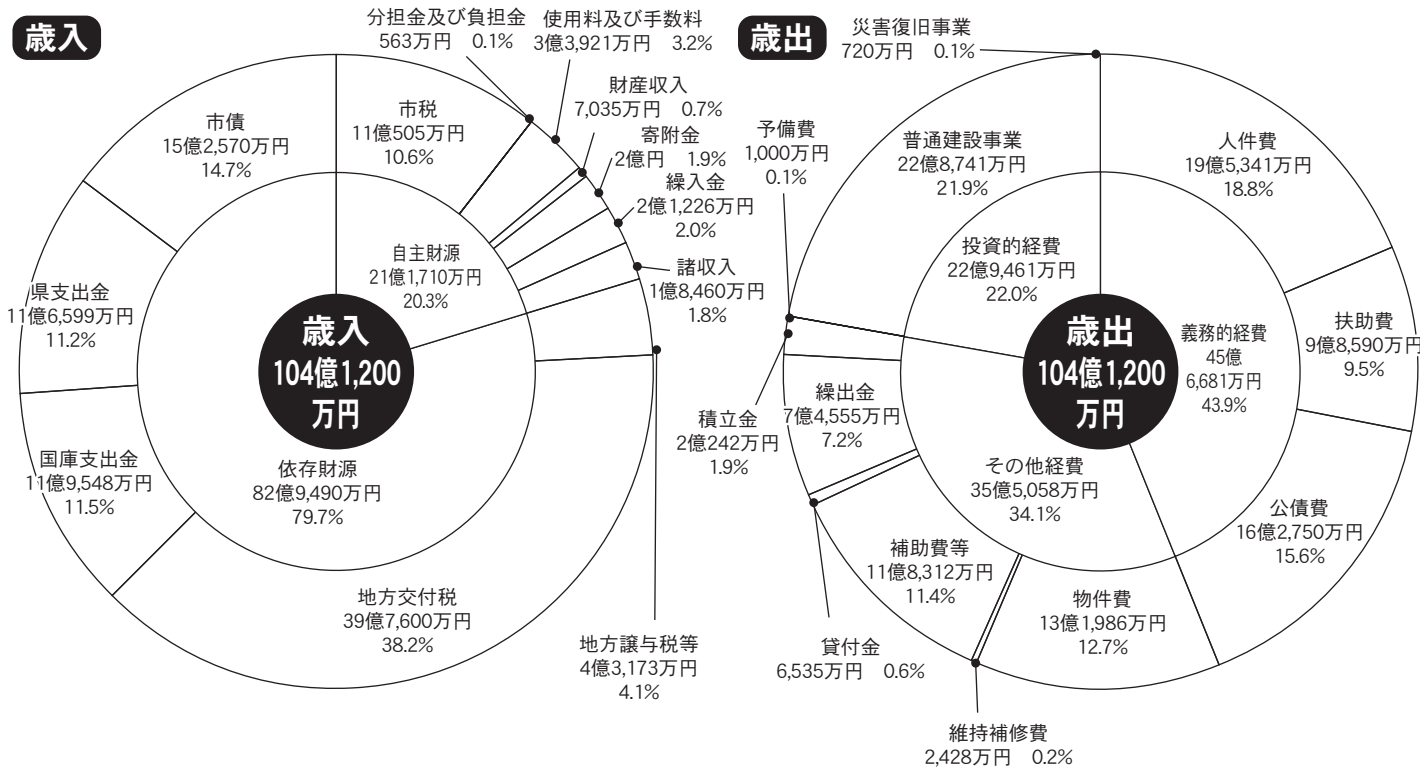 歳入
分担金及び負担金
563万円 0.1%
使用料及び手数料
3億3,921万円 3.2%
財産収入
7,035万円 0.7%
寄附金
2億円 1.9%
繰入金
2億1,226万円
2.0%
諸収入
1億8,460万円
1.8%
市税
11億505万円
10.6%
市債
15億2,570万円
14.7%
県支出金
11億6,599万円
11.2%
国庫支出金
11億9,548万円
11.5%
地方交付税
39億7,600万円
38.2%
地方譲与税等
4億3,173万円
4.1%
自主財源
21億1,710万円
20.3%
歳入
104億1,200
万円
依存財源
82億9,490万円
79.7%
歳出
災害復旧事業
720万円 0.1%
予備費
1,000万円
0.1%
普通建設事業
22億8,741万円
21.9%
人件費
19億5,341万円
18.8%
扶助費
9億8,590万円
9.5%
公債費
16億2,750万円
15.6%
投資的経費
22億9,461万円
22.0%
義務的経費
45億
6,681万円
43.9%
歳出
104億1,200
万円
その他経費
35億5,058万円
34.1%
積立金
2億242万円
1.9%
繰出金
7億4,555万円
7.2%
補助費等
11億8,312万円
11.4%
物件費
13億1,986万円
12.7%
貸付金
6,535万円 0.6%
維持補修費
2,428万円 0.2%